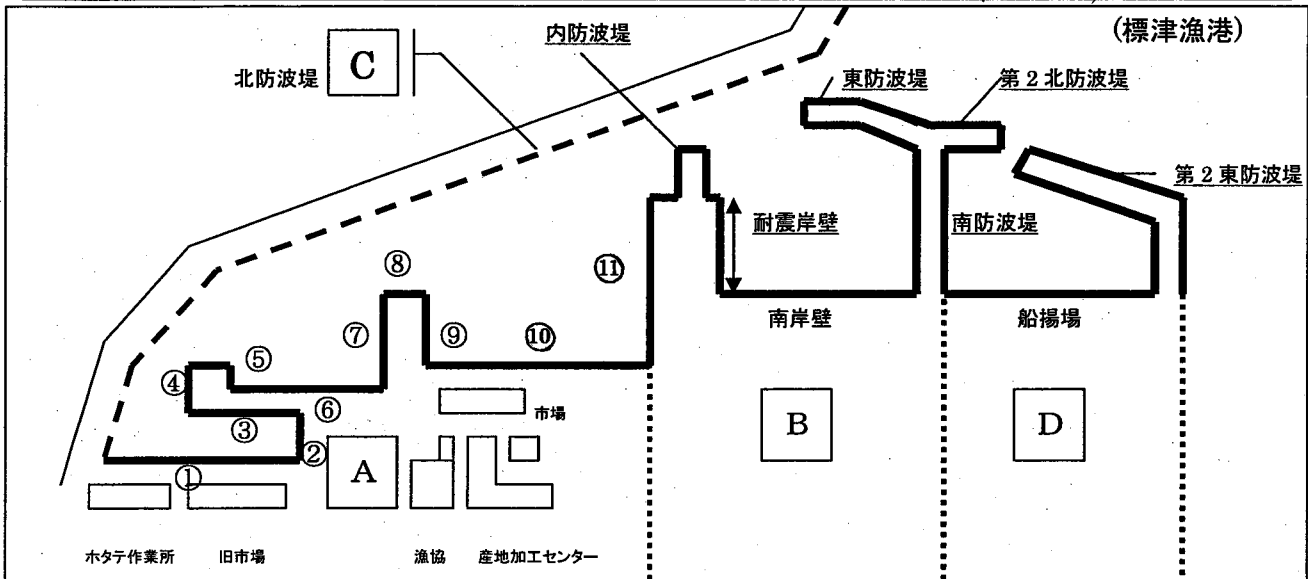 (標津漁港)
内防波堤
C
北防波堤
東防波堤
第2北防波堤
第2東防波堤
耐震岸壁
南防波堤
⑧
⑪
南岸壁
船揚場
⑦
⑨
⑩
⑤
④
⑥
市場
③
B
D
②
A
①
ホタテ作業所
旧市場
漁協
産地加工センター